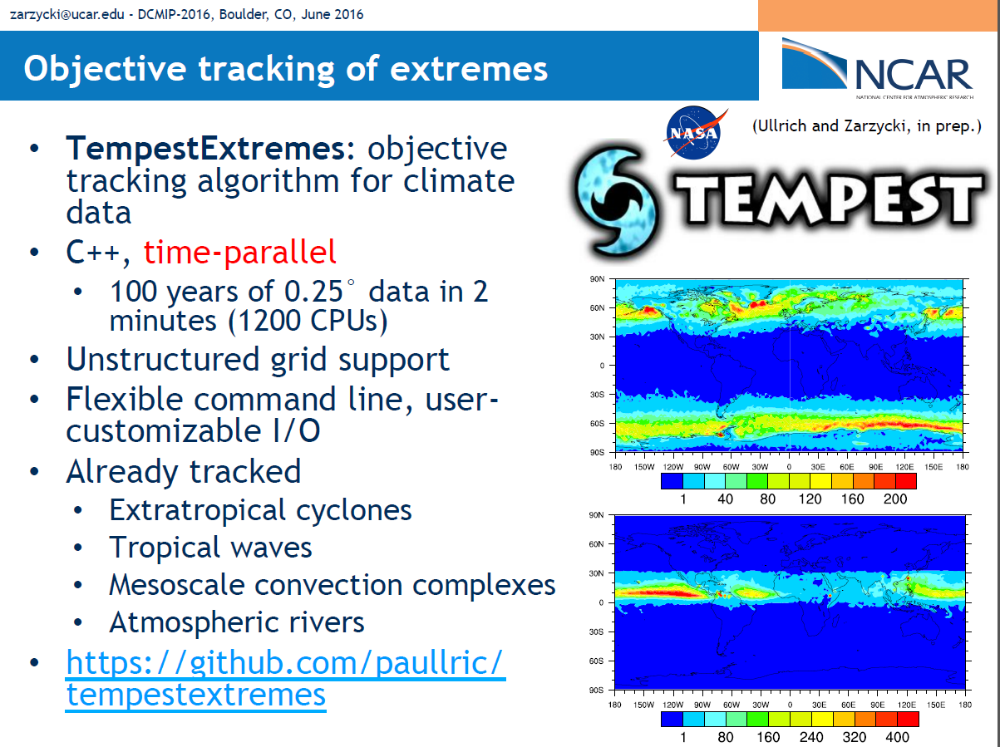 zarzycki@ucar.edu - DCMIP-2016, Boulder, CO, June 2016
Objective tracking of extremes
NCAR
NATIONAL CENTER FOR ATMOSPHERIC RESEARCH
NASA
(Ullrich and Zarzycki, in prep.)
TEMPEST
• TempestExtremes: objective
tracking algorithm for climate
data
• C++, time-parallel
• 100 years of 0.25° data in 2
minutes (1200 CPUs)
• Unstructured grid support
• Flexible command line, user-
customizable I/O
• Already tracked
• Extratropical cyclones
• Tropical waves
• Mesoscale convection complexes
• Atmospheric rivers
• https://github.com/paullric/
tempestextremes
90N
60N
30N
0
30S
60S
90S
180 150W 120W 90W 60W 30W 0 30E 60E 90E 120E 150E 180
1 40 80 120 160 200
90N
60N
30N
0
30S
60S
90S
180 150W 120W 90W 60W 30W 0 30E 60E 90E 120E 150E 180
1 80 160 240 320 400